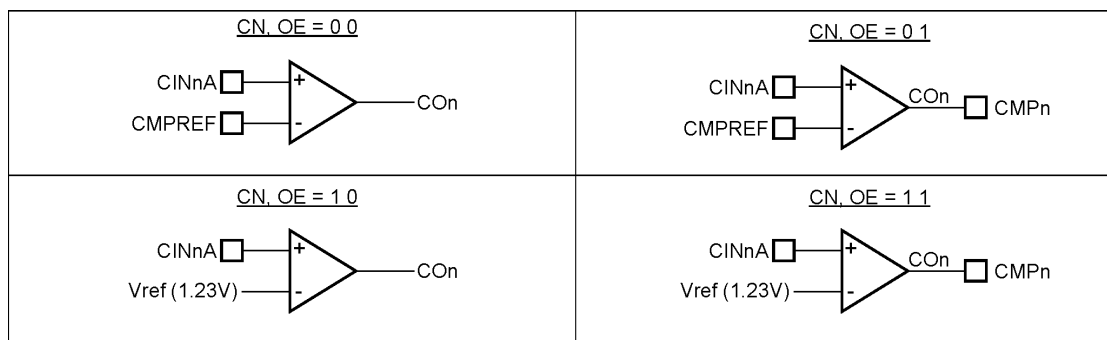 CN, OE = 0 0
CINnA
+
CMPREF
-
COn
CN, OE = 0 1
CINnA
+
CMPREF
-
COn
CMPn
CN, OE = 1 0
CINnA
+
Vref (1.23V)
-
COn
CN, OE = 1 1
CINnA
+
Vref (1.23V)
-
COn
CMPn